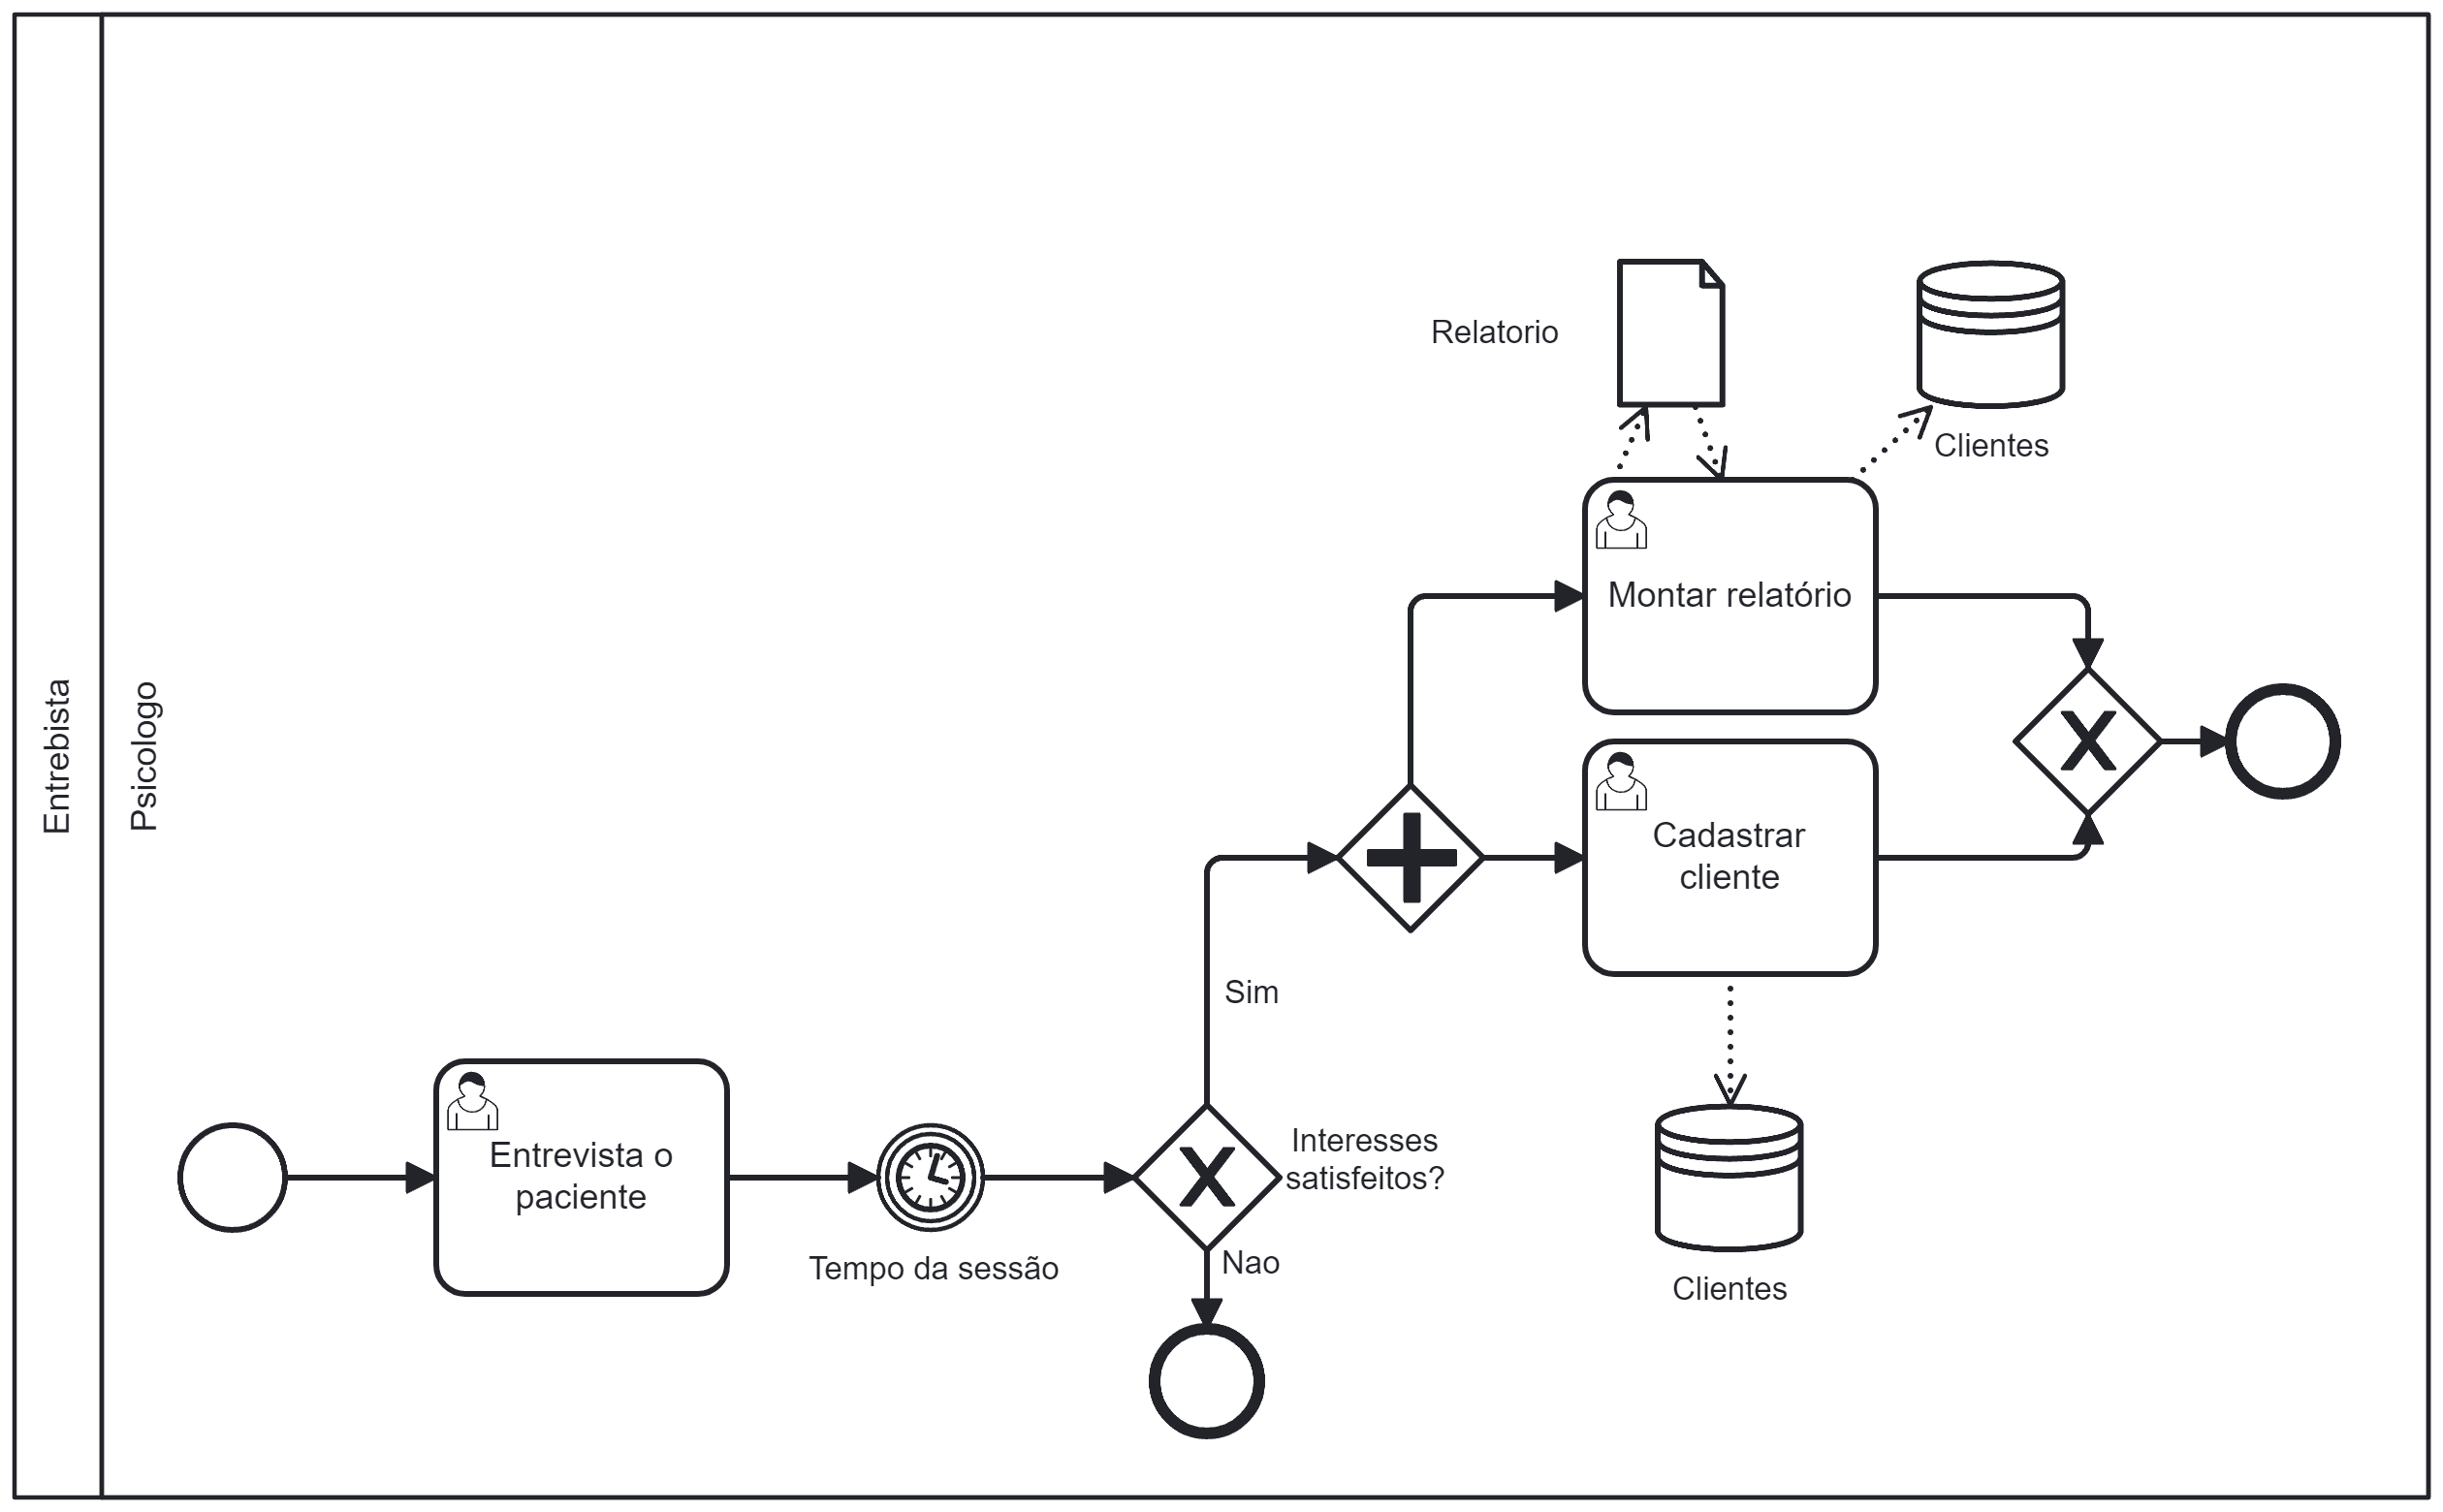 Entrebista
Psicologo
Relatorio
Clientes
Montar relatório
Cadastrar
cliente
Sim
Entrevista o
paciente
Interesses
satisfeitos?
Tempo da sessão
Nao
Clientes